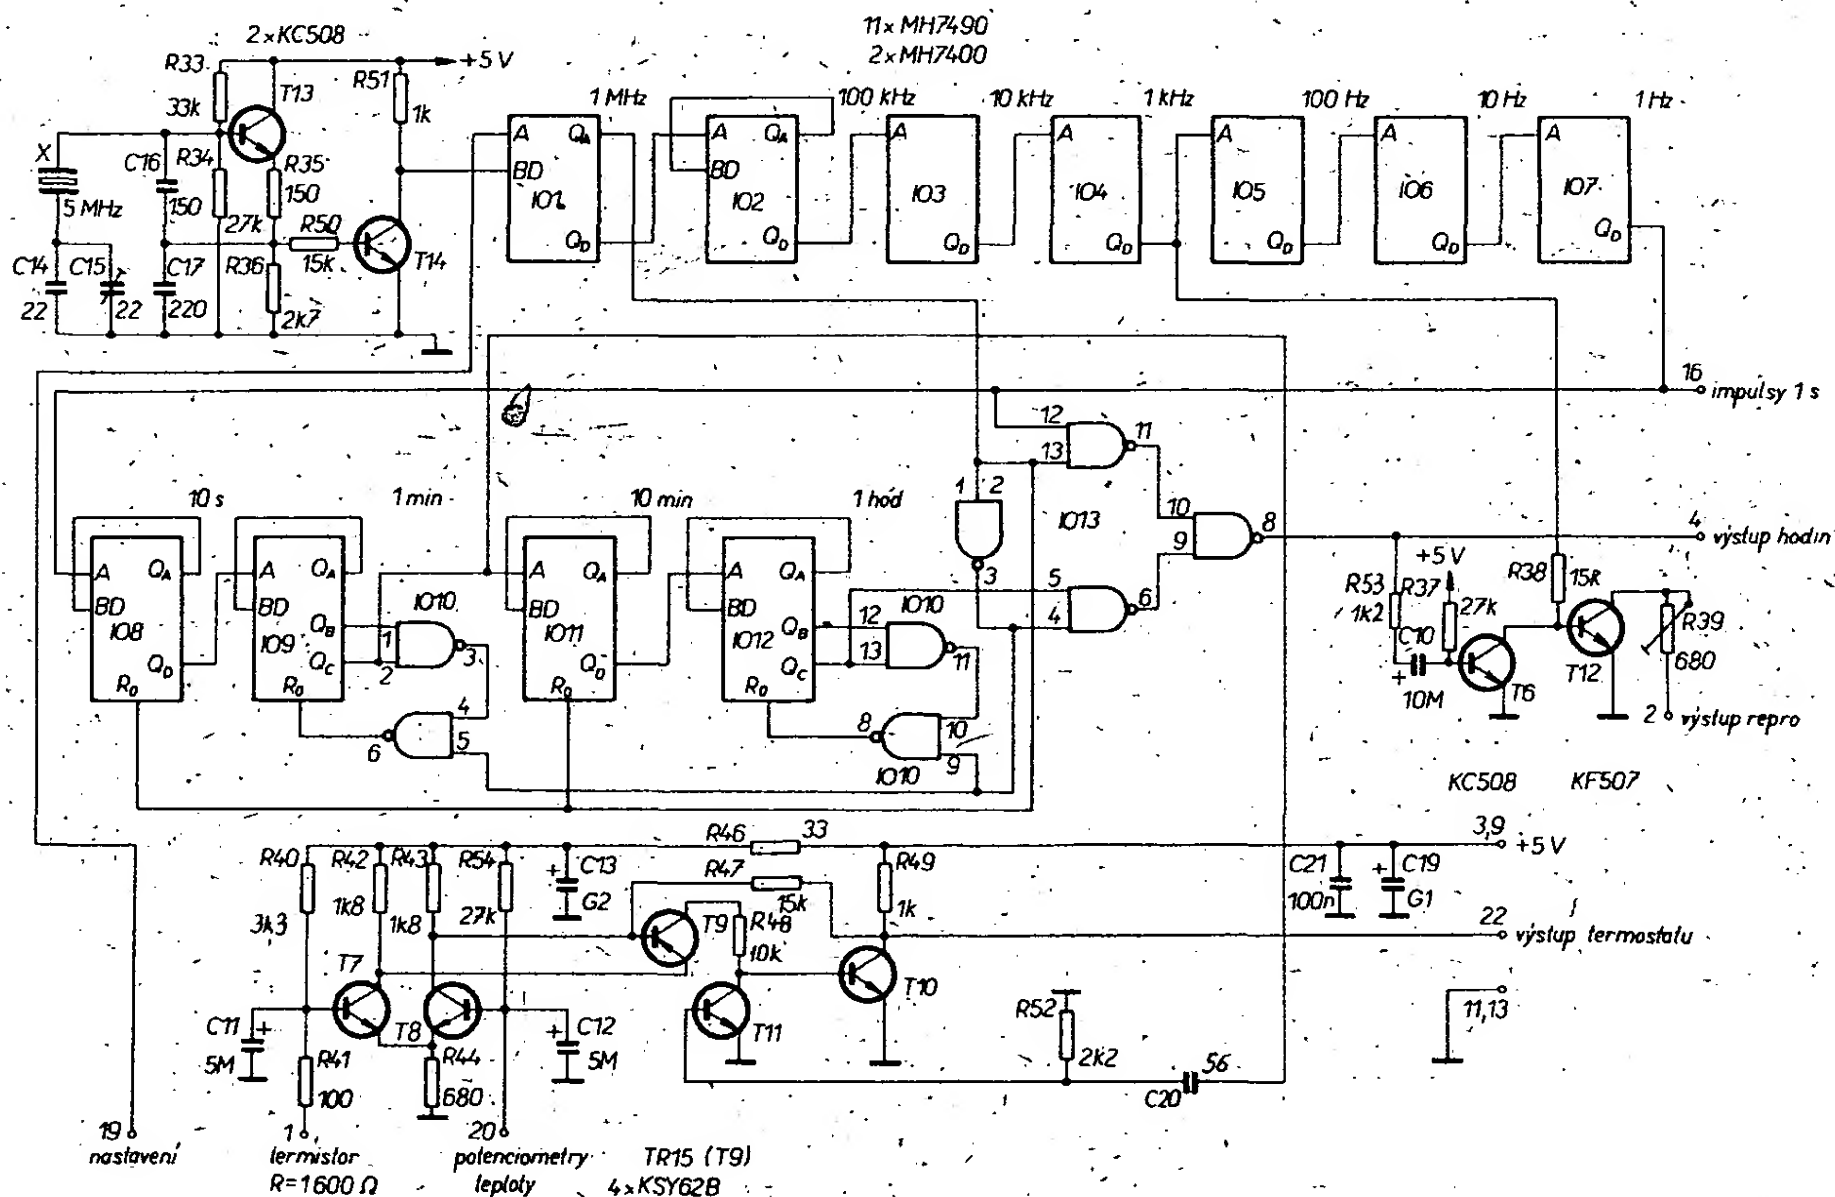 2×KC508
11×MH7490
2×MH7400
R33
33k
T13
+5 V
R51
1k
1 MHz
100 kHz
10 kHz
1 kHz
100 Hz
10 Hz
1 Hz
X
5 MHz
C16
150
R34
27k
R35
150
R50
15k
T14
C14
22
C15
22
C17
220
R36
2k7
A
QA
BD
IO1
QD
A
QA
BD
IO2
QD
A
IO3
QD
A
IO4
QD
A
IO5
QD
A
IO6
QD
A
IO7
QD
16
impulsy 1 s
12
13
11
1
2
3
IO13
10
9
8
5
4
6
4
výstup hodin
10 s
1 min
10 min
1 hod
A
QA
BD
IO8
QD
R0
A
QA
BD
IO9
QB
QC
R0
IO10
1
2
3
4
5
6
A
QA
BD
IO11
QD
R0
A
QA
BD
IO12
QB
QC
R0
IO10
12
13
11
8
10
9
IO10
+5 V
R53
1k2
R37
27k
C10
+
10M
T6
R38
15k
T12
R39
680
2
výstup repro
KC508
KF507
R40
3k3
R42
1k8
R43
1k8
R54
27k
+
C13
G2
R46
33
R47
15k
R49
1k
3,9
+5 V
C21
100n
+
C19
G1
22
výstup termostatu
T9
R48
10k
T10
T7
T8
T11
C11
+
5M
R41
100
R44
680
+
C12
5M
R52
2k2
C20
56
11,13
19
nastavení
1
termistor
R=1600 Ω
20
potenciometry
teploty
TR15 (T9)
4×KSY62B